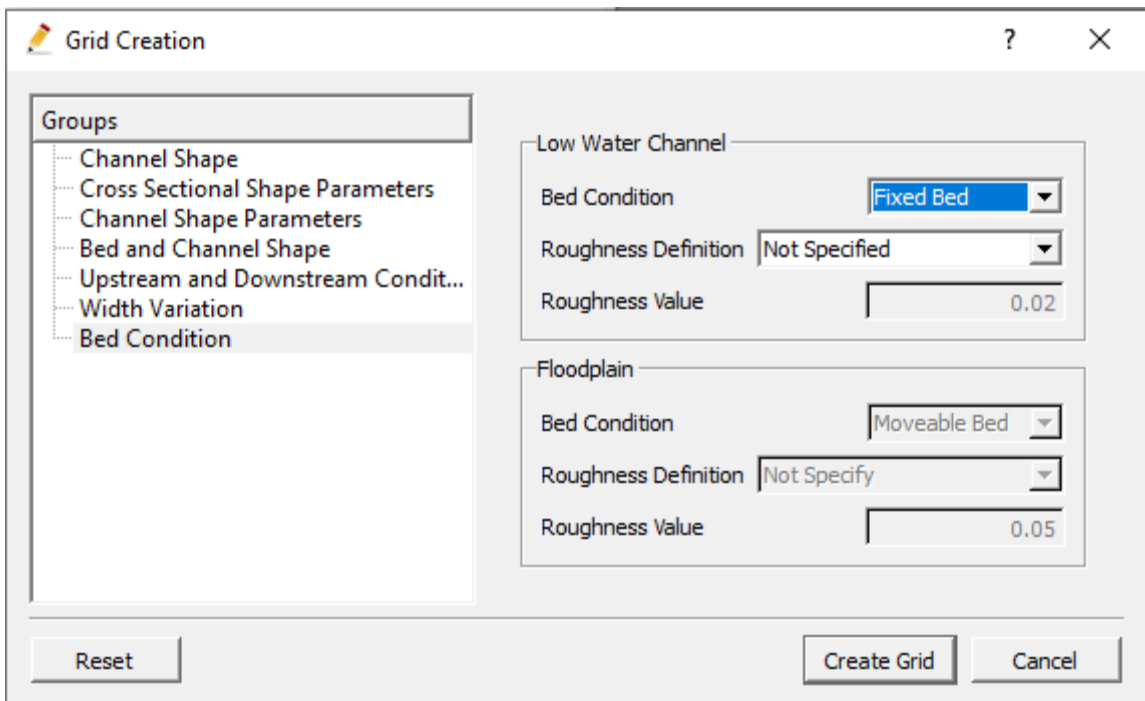 Grid Creation
?
Groups
Channel Shape
Cross Sectional Shape Parameters
Channel Shape Parameters
Bed and Channel Shape
Upstream and Downstream Condit...
Width Variation
Bed Condition
Low Water Channel
Bed Condition Fixed Bed
Roughness Definition Not Specified
Roughness Value 0.02
Floodplain
Bed Condition Moveable Bed
Roughness Definition Not Specify
Roughness Value 0.05
Reset Create Grid Cancel